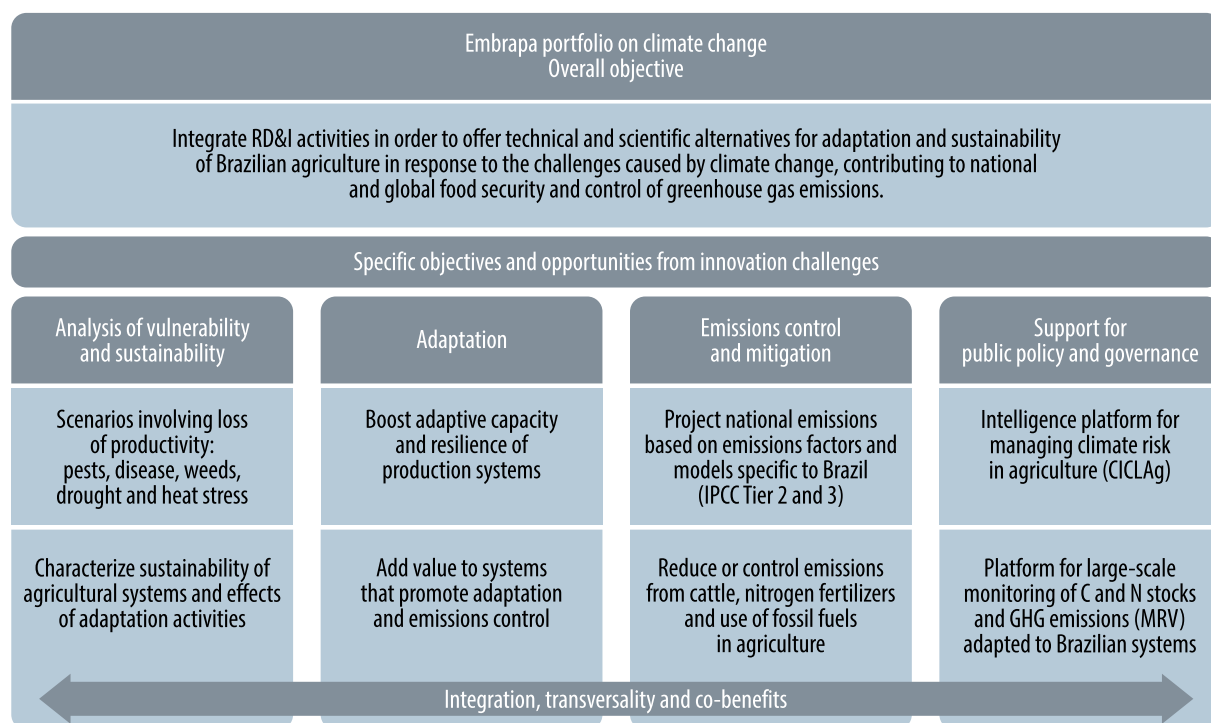 Embrapa portfolio on climate change
Overall objective
Integrate RD&I activities in order to offer technical and scientific alternatives for adaptation and sustainability
of Brazilian agriculture in response to the challenges caused by climate change, contributing to national
and global food security and control of greenhouse gas emissions.
Specific objectives and opportunities from innovation challenges
Analysis of vulnerability
and sustainability
Scenarios involving loss
of productivity:
pests, disease, weeds,
drought and heat stress
Characterize sustainability of
agricultural systems and effects
of adaptation activities
Adaptation
Boost adaptive capacity
and resilience of
production systems
Add value to systems
that promote adaptation
and emissions control
Emissions control
and mitigation
Project national emissions
based on emissions factors and
models specific to Brazil
(IPCC Tier 2 and 3)
Reduce or control emissions
from cattle, nitrogen fertilizers
and use of fossil fuels
in agriculture
Support for
public policy and governance
Intelligence platform for
managing climate risk
in agriculture (CICLAg)
Platform for large-scale
monitoring of C and N stocks
and GHG emissions (MRV)
adapted to Brazilian systems
Integration, transversality and co-benefits